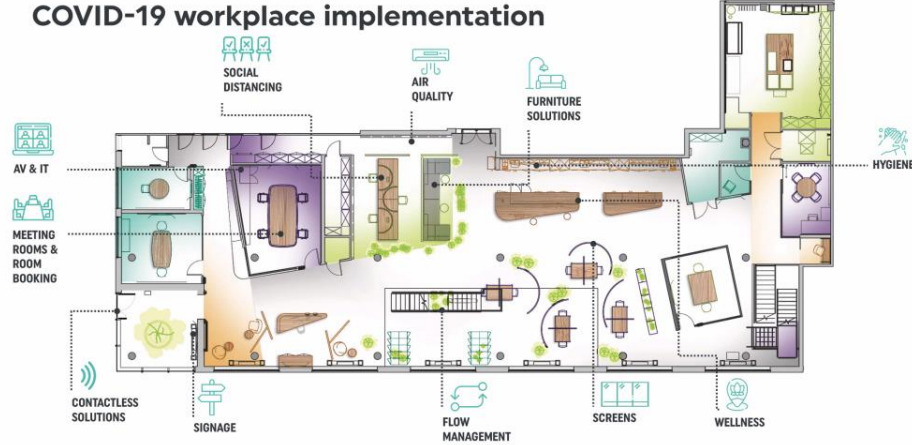 COVID-19 workplace implementation
SOCIAL
DISTANCING
AIR
QUALITY
FURNITURE
SOLUTIONS
AV & IT
HYGIENE
MEETING
ROOMS &
ROOM
BOOKING
CONTACTLESS
SOLUTIONS
SIGNAGE
FLOW
MANAGEMENT
SCREENS
WELLNESS